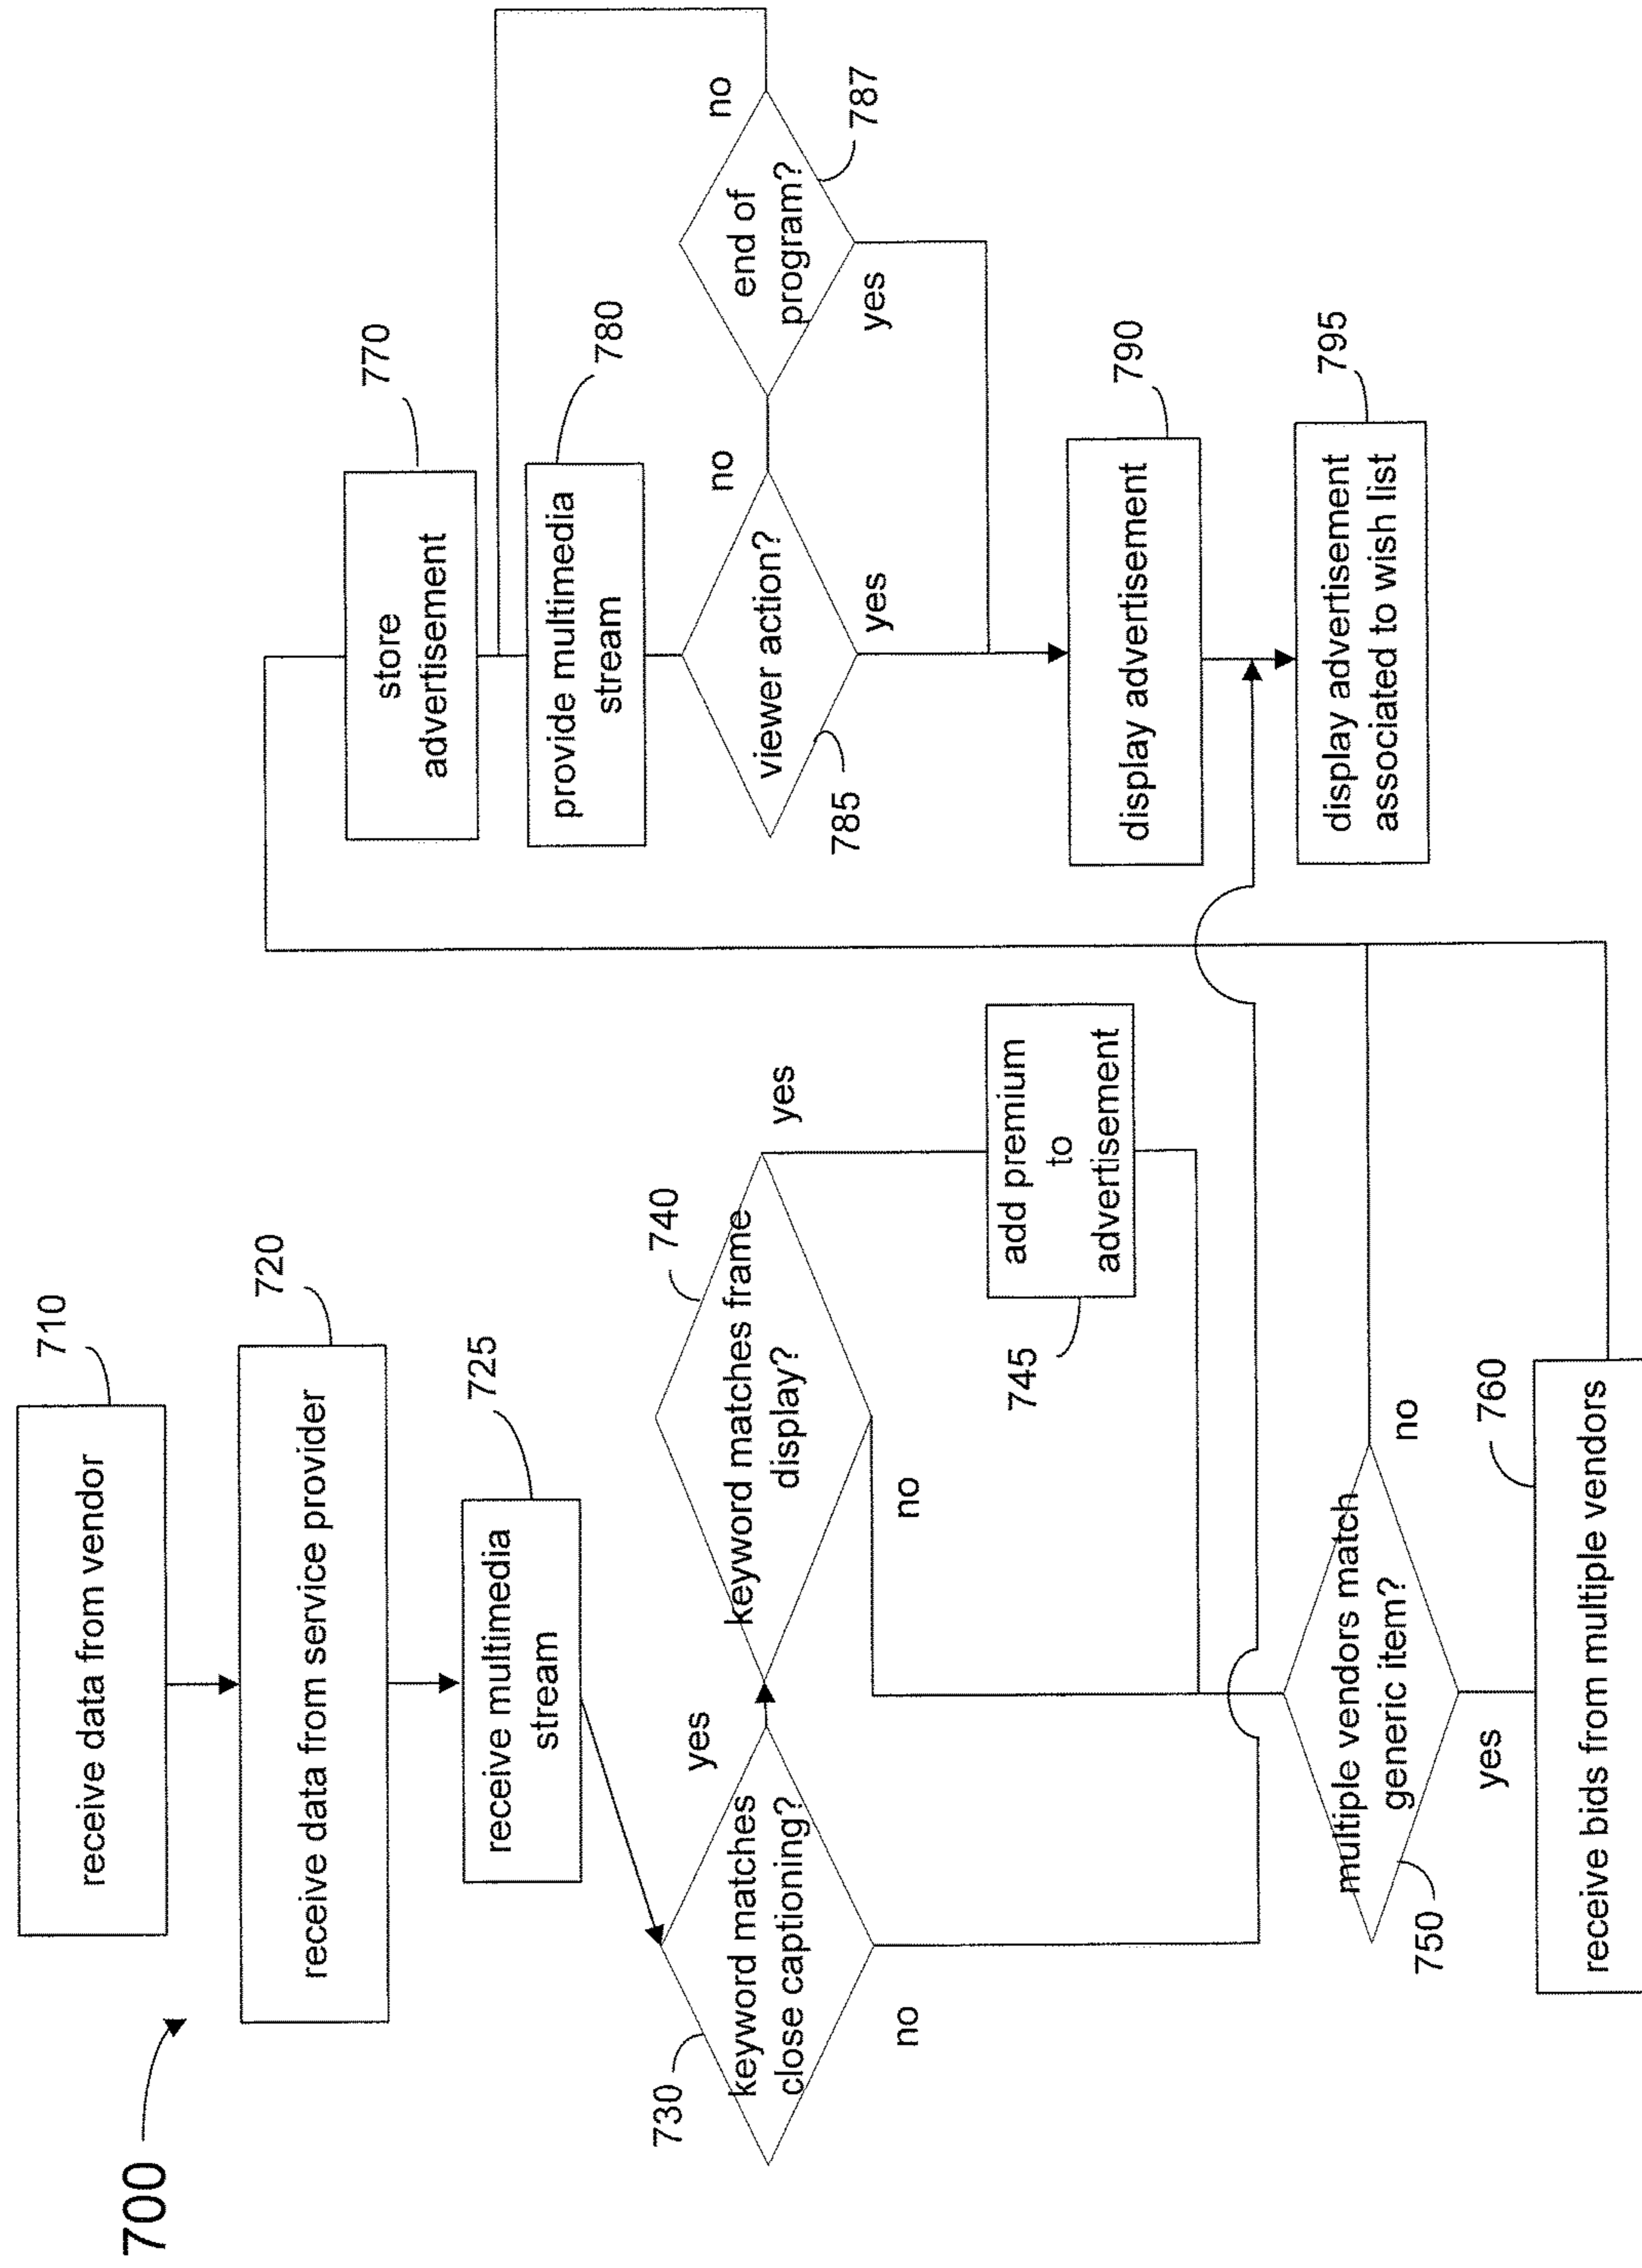 700
receive data from vendor
710
receive data from service provider
720
receive multimedia
stream
725
keyword matches
close captioning?
730
yes
no
keyword matches frame
display?
740
yes
no
add premium
to
advertisement
745
multiple vendors match
generic item?
750
no
yes
receive bids from multiple vendors
760
store
advertisement
770
provide multimedia
stream
780
viewer action?
785
no
yes
end of
program?
787
no
yes
display advertisement
790
display advertisement
associated to wish list
795